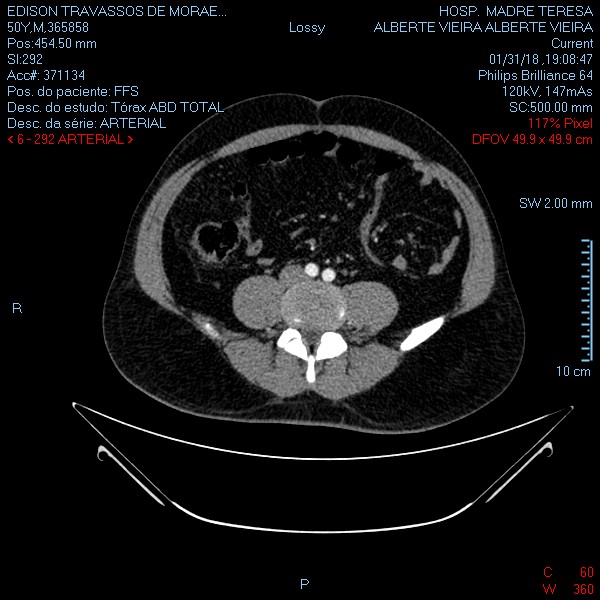 EDISON TRAVASSOS DE MORAE...
50Y,M,365858
Pos:454.50 mm
SI:292
Acc#: 371134
Pos. do paciente: FFS
Desc. do estudo: Tórax ABD TOTAL
Desc. da série: ARTERIAL
< 6 - 292 ARTERIAL >
Lossy
HOSP. MADRE TERESA
ALBERTE VIEIRA ALBERTE VIEIRA
Current
01/31/18 ,19:08:47
Philips Brilliance 64
120kV, 147mAs
SC:500.00 mm
117% Pixel
DFOV 49.9 x 49.9 cm
SW 2.00 mm
R
10 cm
P
C 60
W 360